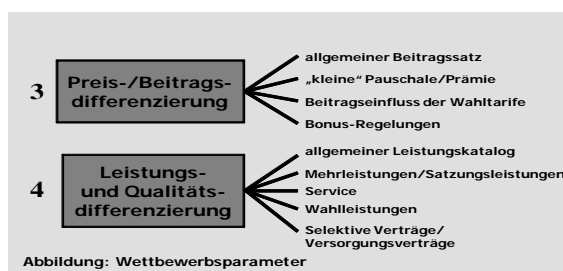 3
Preis-/Beitrags-
differenzierung
allgemeiner Beitragssatz
„kleine“ Pauschale/Prämie
Beitragseinfluss der Wahltarife
Bonus-Regelungen
4
Leistungs-
und Qualitäts-
differenzierung
allgemeiner Leistungskatalog
Mehrleistungen/Satzungsleistungen
Service
Wahlleistungen
Selektive Verträge/
Versorgungsverträge
Abbildung: Wettbewerbsparameter